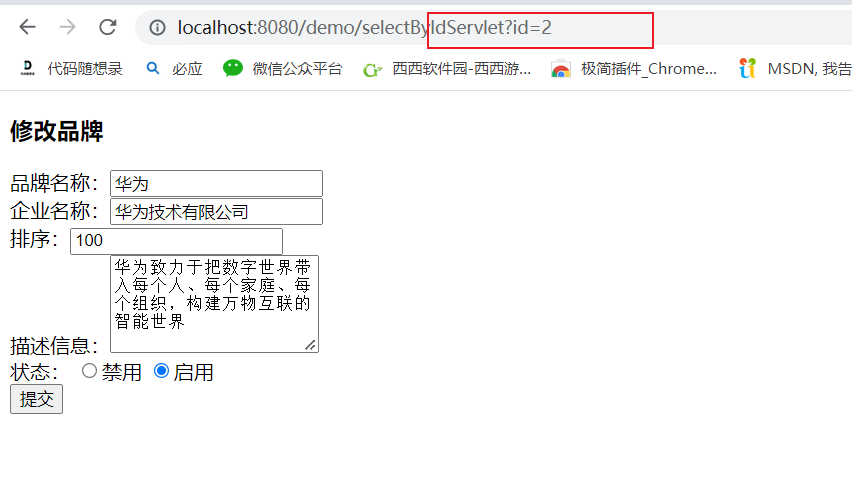 localhost:8080/demo/selectByIdServlet?id=2
代码随想录 必应 微信公众平台 西西软件园-西西游... 极简插件_Chrome... MSDN, 我告
修改品牌
品牌名称： 华为
企业名称： 华为技术有限公司
排序： 100
华为致力于把数字世界带
入每个人、每个家庭、每
个组织，构建万物互联的
智能世界
描述信息：
状态： 禁用 启用
提交